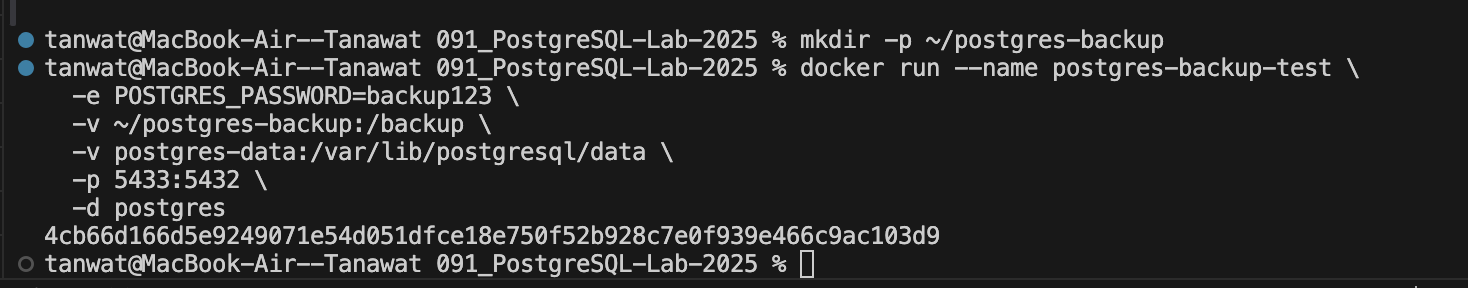 tanwat@MacBook-Air--Tanawat 091_PostgreSQL-Lab-2025 % mkdir -p ~/postgres-backup
tanwat@MacBook-Air--Tanawat 091_PostgreSQL-Lab-2025 % docker run --name postgres-backup-test \
-e POSTGRES_PASSWORD=backup123 \
-v ~/postgres-backup:/backup \
-v postgres-data:/var/lib/postgresql/data \
-p 5433:5432 \
-d postgres
4cb66d166d5e9249071e54d051dfce18e750f52b928c7e0f939e466c9ac103d9
tanwat@MacBook-Air--Tanawat 091_PostgreSQL-Lab-2025 %